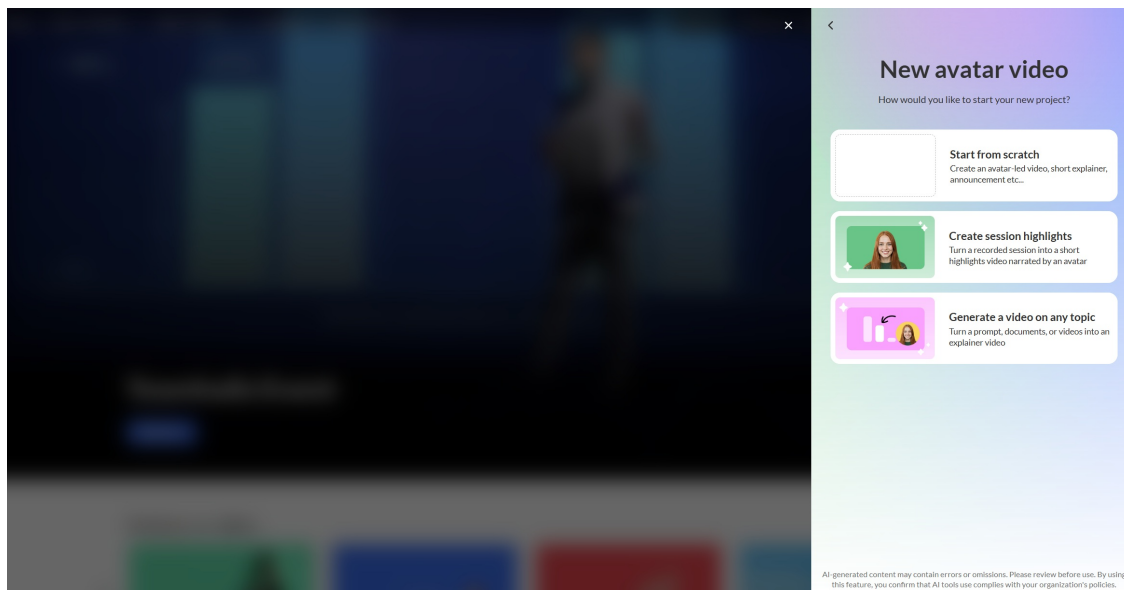 New avatar video
How would you like to start your new project?
Start from scratch
Create an avatar-led video, short explainer,
announcement etc...
Create session highlights
Turn a recorded session into a short
highlights video narrated by an avatar
Generate a video on any topic
Turn a prompt, documents, or videos into an
explainer video
AI-generated content may contain errors or omissions. Please review before use. By using
this feature, you confirm that AI tools use complies with your organization's policies.